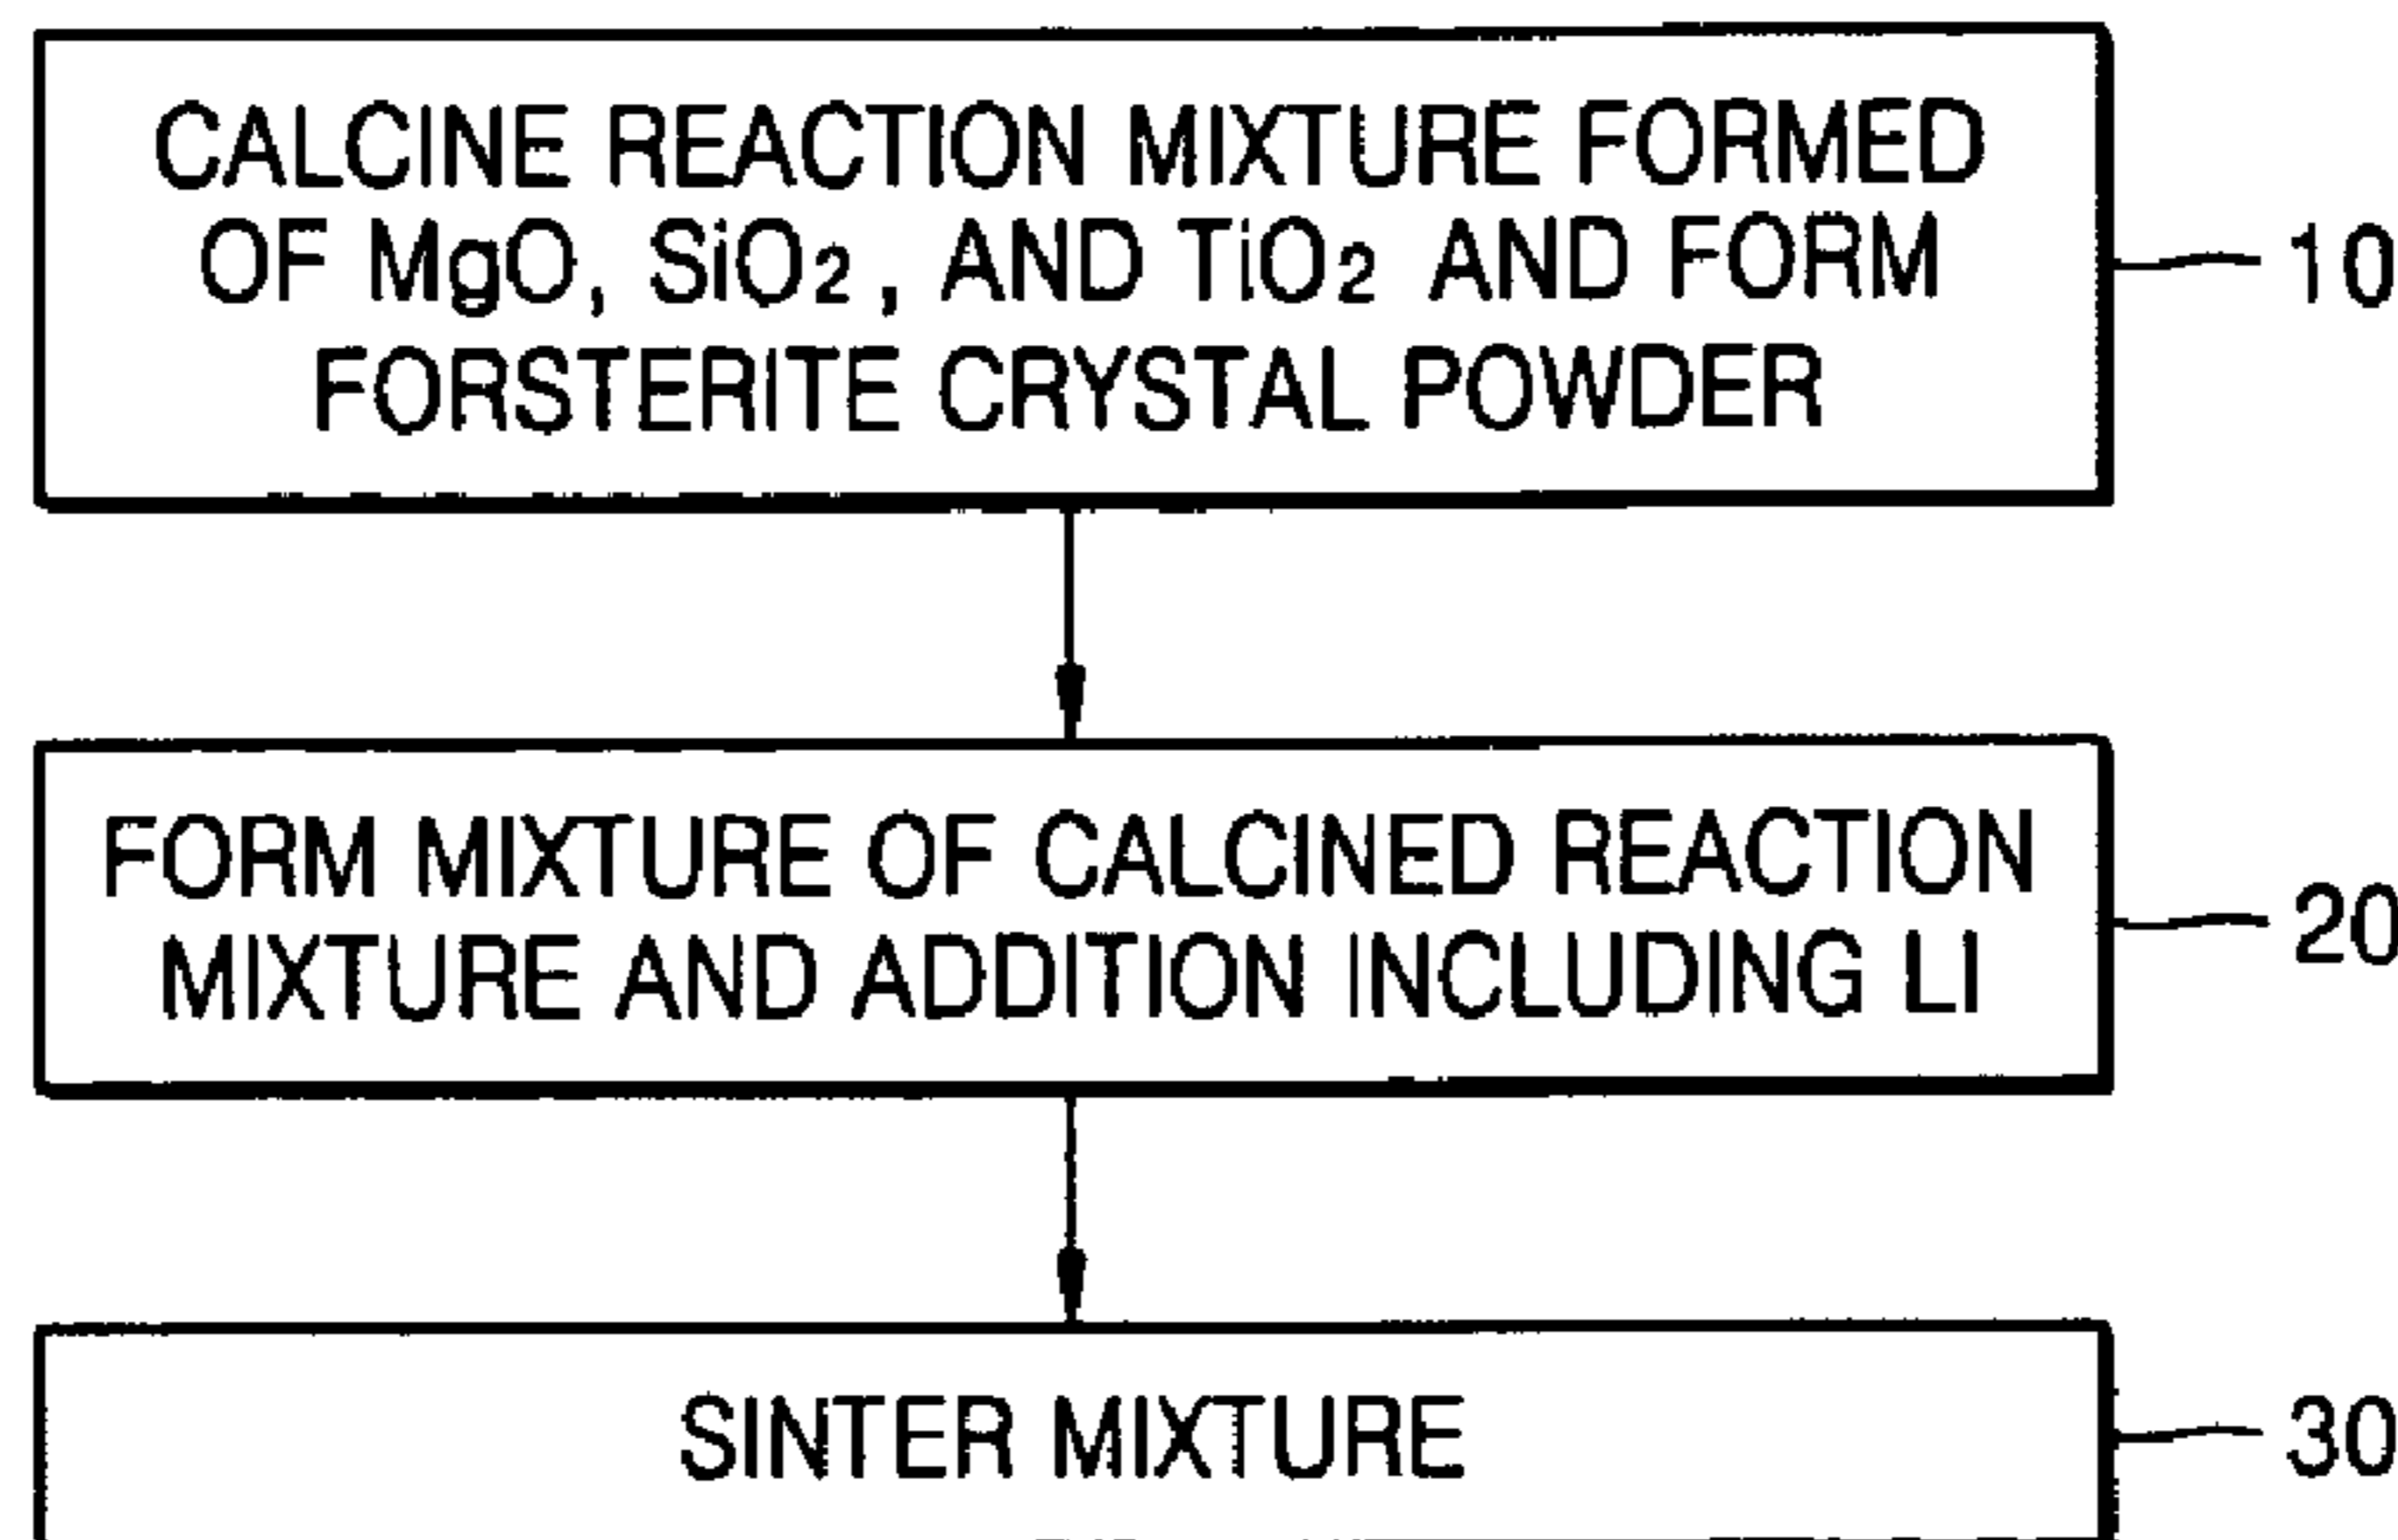 CALCINE REACTION MIXTURE FORMED
OF MgO, SiO₂, AND TiO₂ AND FORM
FORSTERITE CRYSTAL POWDER
10
FORM MIXTURE OF CALCINED REACTION
MIXTURE AND ADDITION INCLUDING LI
20
SINTER MIXTURE
30